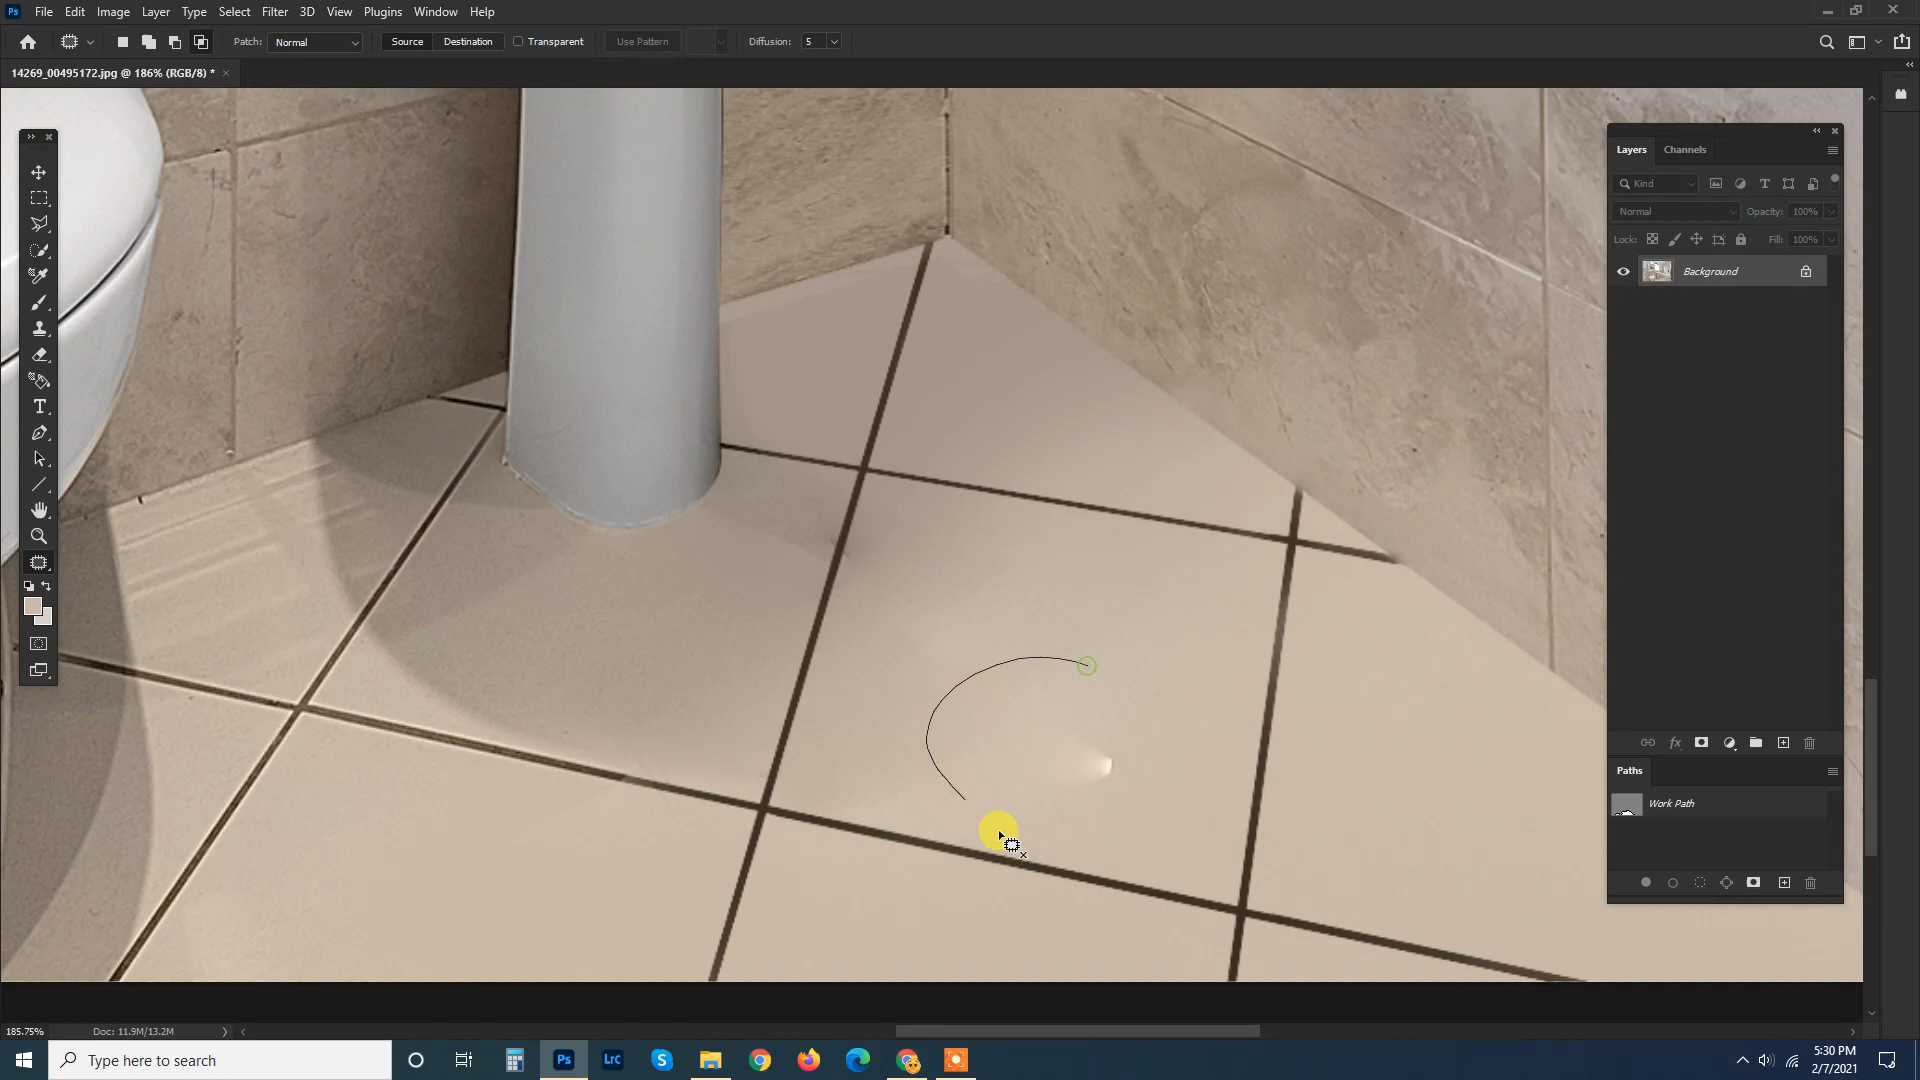 Ps File Edit Image Layer Type Select Filter 3D View Plugins Window Help
Patch: Normal Source Destination Transparent Use Pattern Diffusion: 5
14269_00495172.jpg @ 186% (RGB/8) * ×
Layers Channels
Kind
Normal Opacity: 100%
Lock: Fill: 100%
Background
fx
Paths
Work Path
185.75% Doc: 11.9M/13.2M
Type here to search
Ps
LrC
5:30 PM
2/7/2021